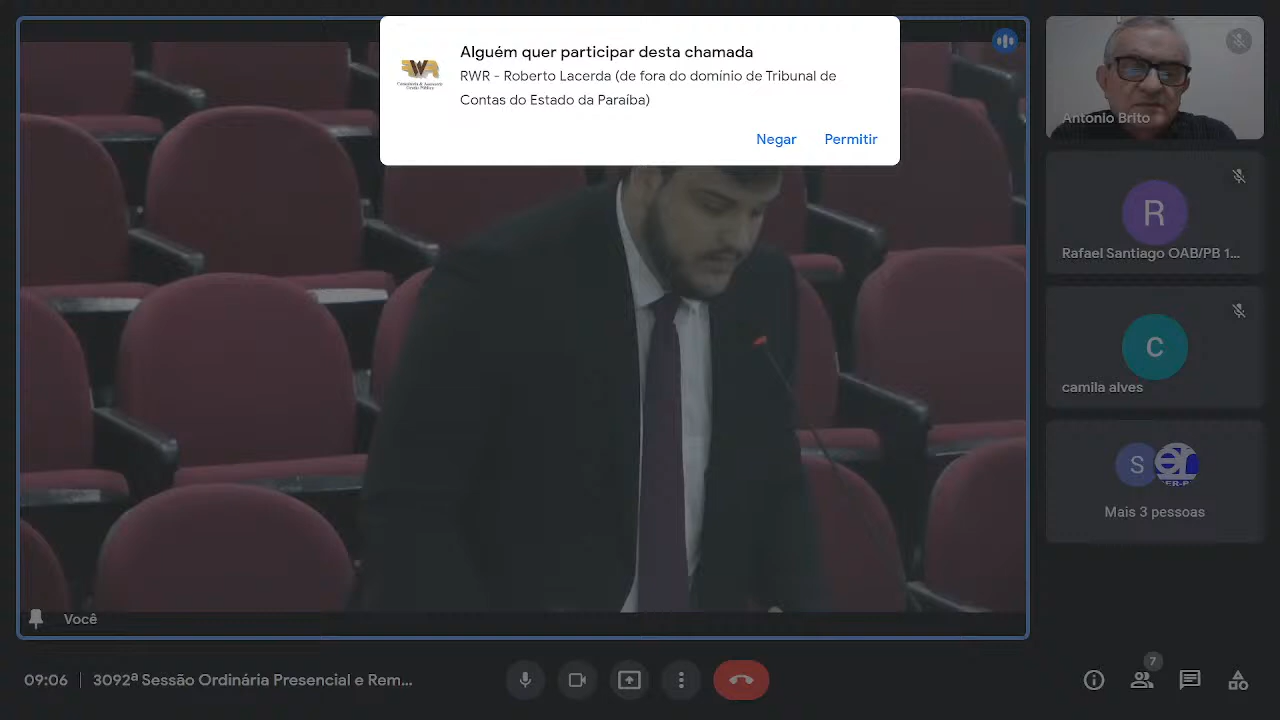 Alguém quer participar desta chamada
RWR - Roberto Lacerda (de fora do domínio de Tribunal de
Contas do Estado da Paraíba)
Negar
Permitir
Antonio Brito
R
Rafael Santiago OAB/PB 1...
C
camila alves
S
Mais 3 pessoas
Você
09:06
3092ª Sessão Ordinária Presencial e Rem...
7